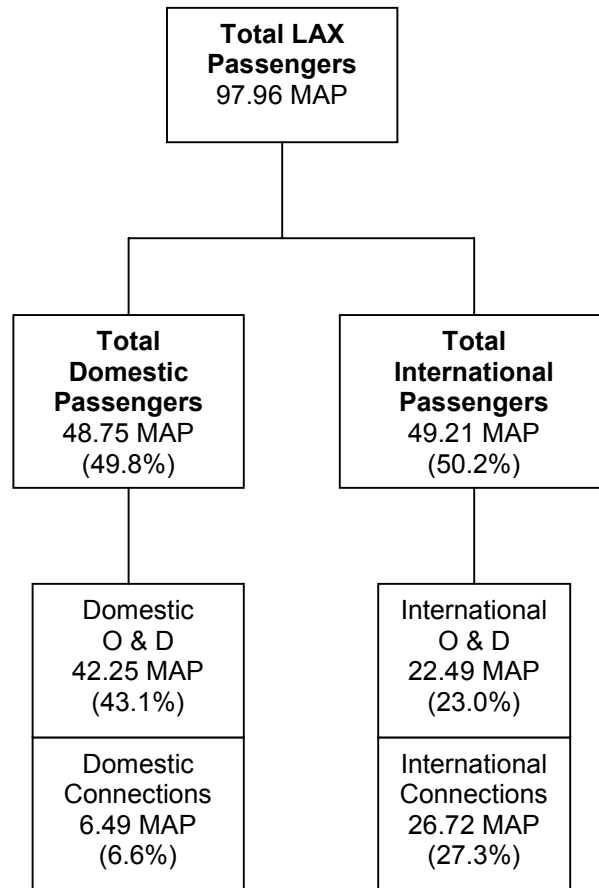 Total LAX
Passengers
97.96 MAP
Total
Domestic
Passengers
48.75 MAP
(49.8%)
Total
International
Passengers
49.21 MAP
(50.2%)
Domestic
O & D
42.25 MAP
(43.1%)
International
O & D
22.49 MAP
(23.0%)
Domestic
Connections
6.49 MAP
(6.6%)
International
Connections
26.72 MAP
(27.3%)